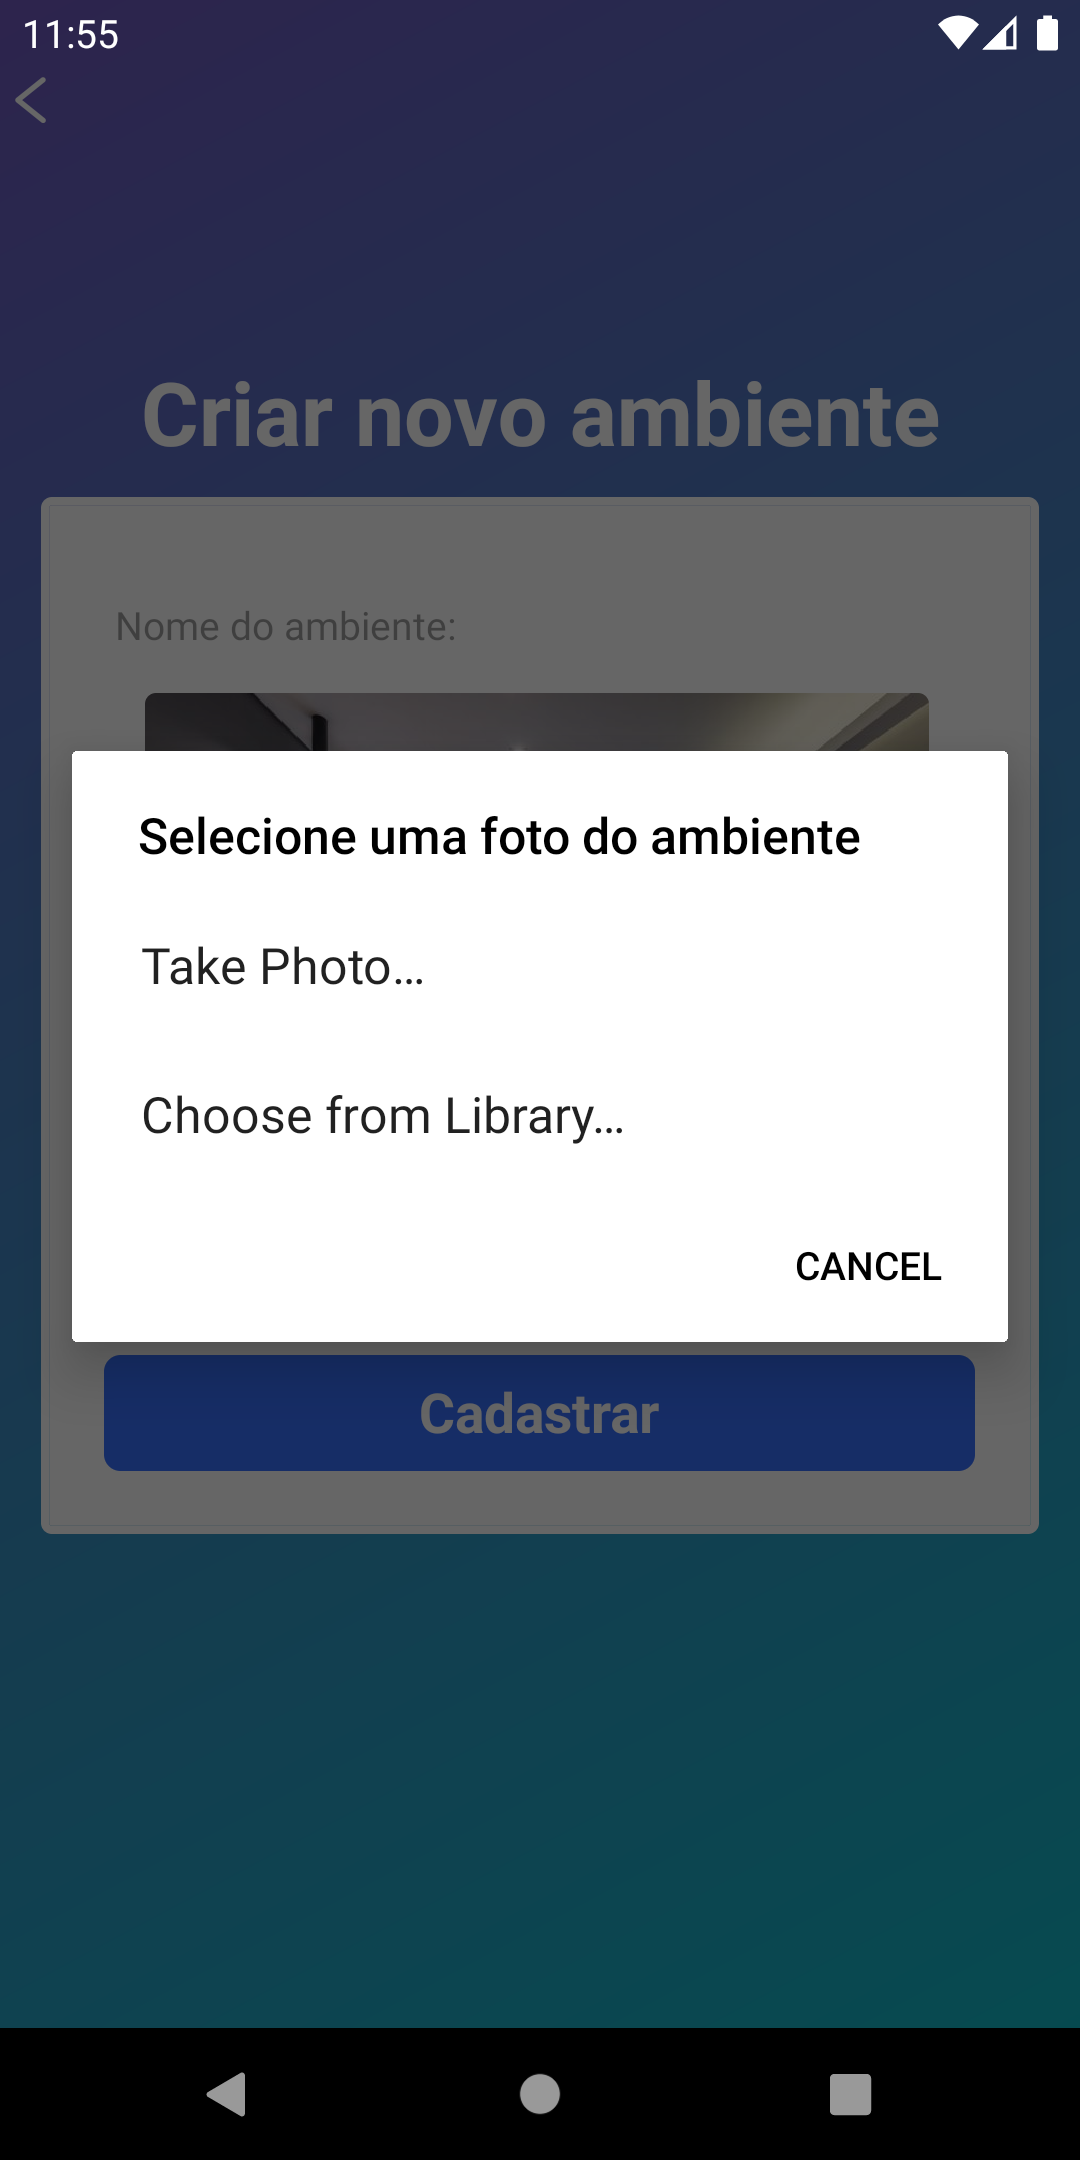 11:55
Criar novo ambiente
Nome do ambiente:
Selecione uma foto do ambiente
Take Photo…
Choose from Library…
CANCEL
Cadastrar